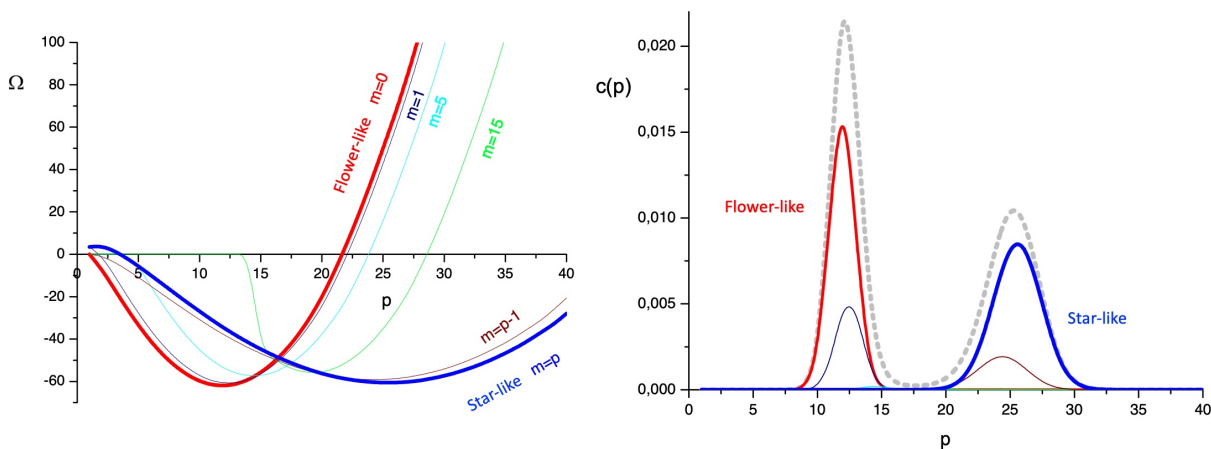 100
80
60
40
20
0
-20
-40
-60
Ω
0
5
10
15
20
25
30
35
40
p
Flower-like m=0
m=1
m=5
m=15
m=p-1
Star-like m=p
0,020
0,015
0,010
0,005
0,000
c(p)
Flower-like
Star-like
5
10
15
20
25
30
35
40
p